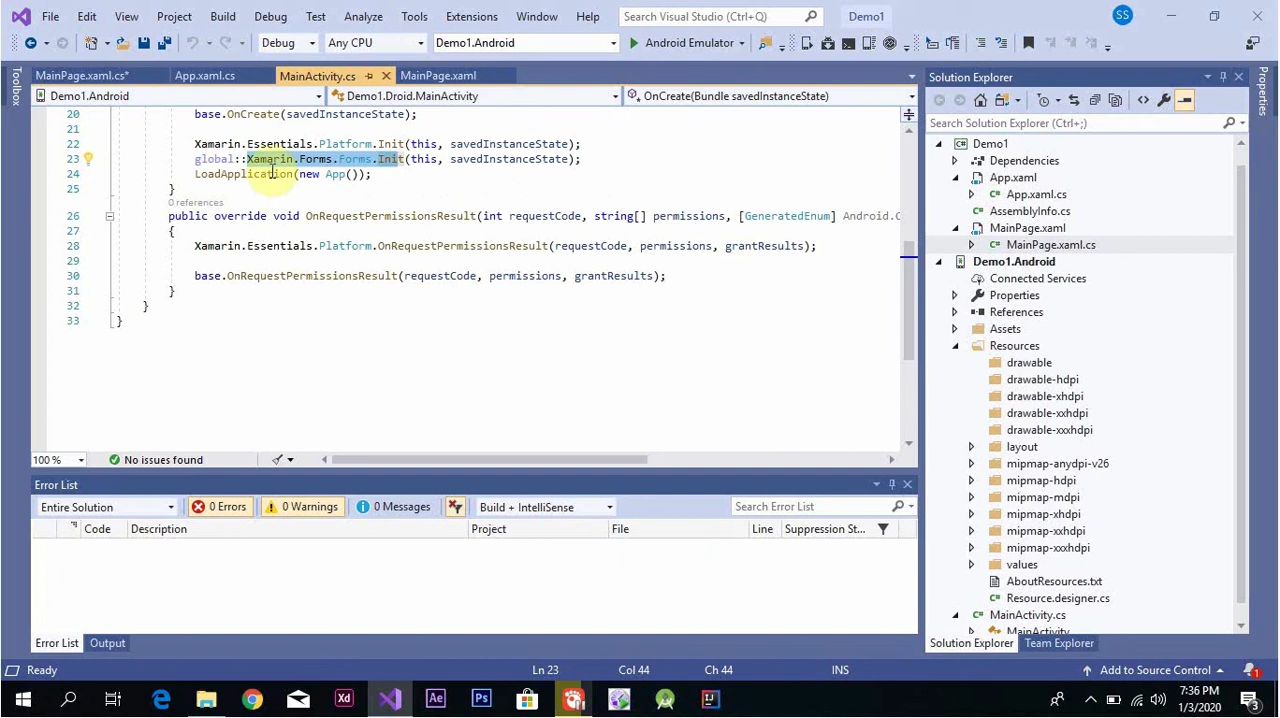 File Edit View Project Build Debug Test Analyze Tools Extensions Window Help Search Visual Studio (Ctrl+Q) Demo1 SS
Debug Any CPU Demo1.Android Android Emulator
Toolbox
MainPage.xaml.cs* App.xaml.cs MainActivity.cs MainPage.xaml
Demo1.Android Demo1.Droid.MainActivity OnCreate(Bundle savedInstanceState)
20 base.OnCreate(savedInstanceState);
21
22 Xamarin.Essentials.Platform.Init(this, savedInstanceState);
23 global::Xamarin.Forms.Forms.Init(this, savedInstanceState);
24 LoadApplication(new App());
25 }
0 references
26 public override void OnRequestPermissionsResult(int requestCode, string[] permissions, [GeneratedEnum] Android.C
27 {
28 Xamarin.Essentials.Platform.OnRequestPermissionsResult(requestCode, permissions, grantResults);
29
30 base.OnRequestPermissionsResult(requestCode, permissions, grantResults);
31 }
32 }
33 }
100 % No issues found
Error List
Entire Solution 0 Errors 0 Warnings 0 Messages Build + IntelliSense Search Error List
Code Description Project File Line Suppression St...
Error List Output
Solution Explorer
Search Solution Explorer (Ctrl+;)
Demo1
Dependencies
App.xaml
App.xaml.cs
AssemblyInfo.cs
MainPage.xaml
MainPage.xaml.cs
Demo1.Android
Connected Services
Properties
References
Assets
Resources
drawable
drawable-hdpi
drawable-xhdpi
drawable-xxhdpi
drawable-xxxhdpi
layout
mipmap-anydpi-v26
mipmap-hdpi
mipmap-mdpi
mipmap-xhdpi
mipmap-xxhdpi
mipmap-xxxhdpi
values
AboutResources.txt
Resource.designer.cs
MainActivity.cs
MainActivity
Solution Explorer Team Explorer
Properties
Ready Ln 23 Col 44 Ch 44 INS Add to Source Control 1
Xd Ae Ps
7:36 PM
1/3/2020
3